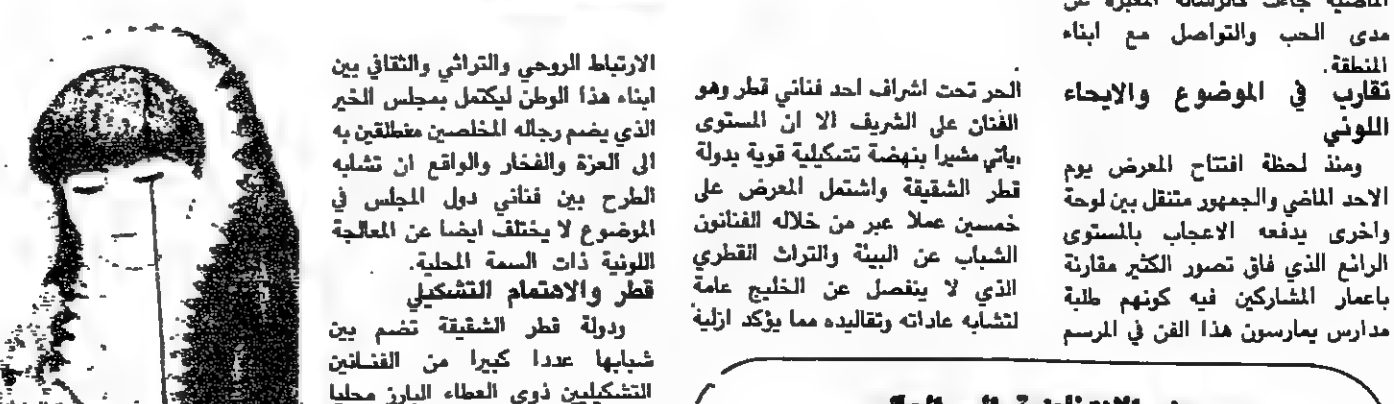 مدى الحب والتواصل مع ابناء
المنطقة.
تقارب في الموضوع والايحاء
اللوني
ومنذ لحظة افتتاح المعرض يوم
الاحد الماضي والجمهور متنقل بين لوحة
واخرى يدفعه الاعجاب بالمستوى
الرائع الذي فاق تصور الكثير مقارنة
باعمار المشاركين فيه كونهم طلبة
مدارس يمارسون هذا الفن في المرسم
الحر تحت اشراف احد فناني قطر وهو
الفنان على الشريف الا ان المستوى
يأتي مشيرا بنهضة تشكيلية قوية بدولة
قطر الشقيقة واشتمل المعرض على
خمسين عملا عبر من خلاله الفنانون
الشباب عن البيئة والتراث القطري
الذي لا ينفصل عن الخليج عامة
لتشابه عاداته وتقاليده مما يؤكد ازلية
الارتباط الروحي والتراثي والثقافي بين
ابناء هذا الوطن ليكتمل بمجلس الخير
الذي يضم رجاله المخلصين منطلقين به
الى العزة والفخار والواقع ان تشابه
الطرح بين فناني دول المجلس في
الموضوع لا يختلف ايضا عن المعالجة
اللونية ذات السمة المحلية.
قطر والاهتمام التشكيلي
ودولة قطر الشقيقة تضم بين
شبابها عددا كبيرا من الفنانين
التشكيليين ذوي العطاء البارز محليا